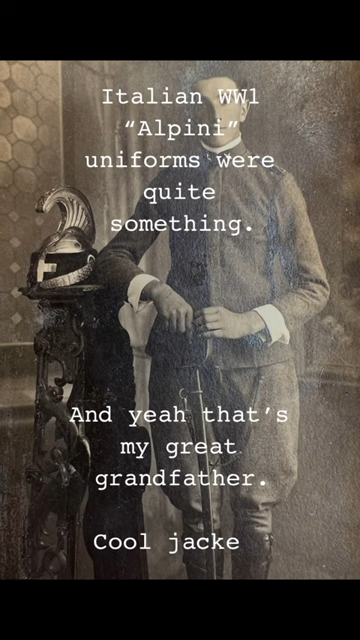 Italian WW1
“Alpini”
uniforms were
quite
something.
And yeah that’s
my great
grandfather.
Cool jacke